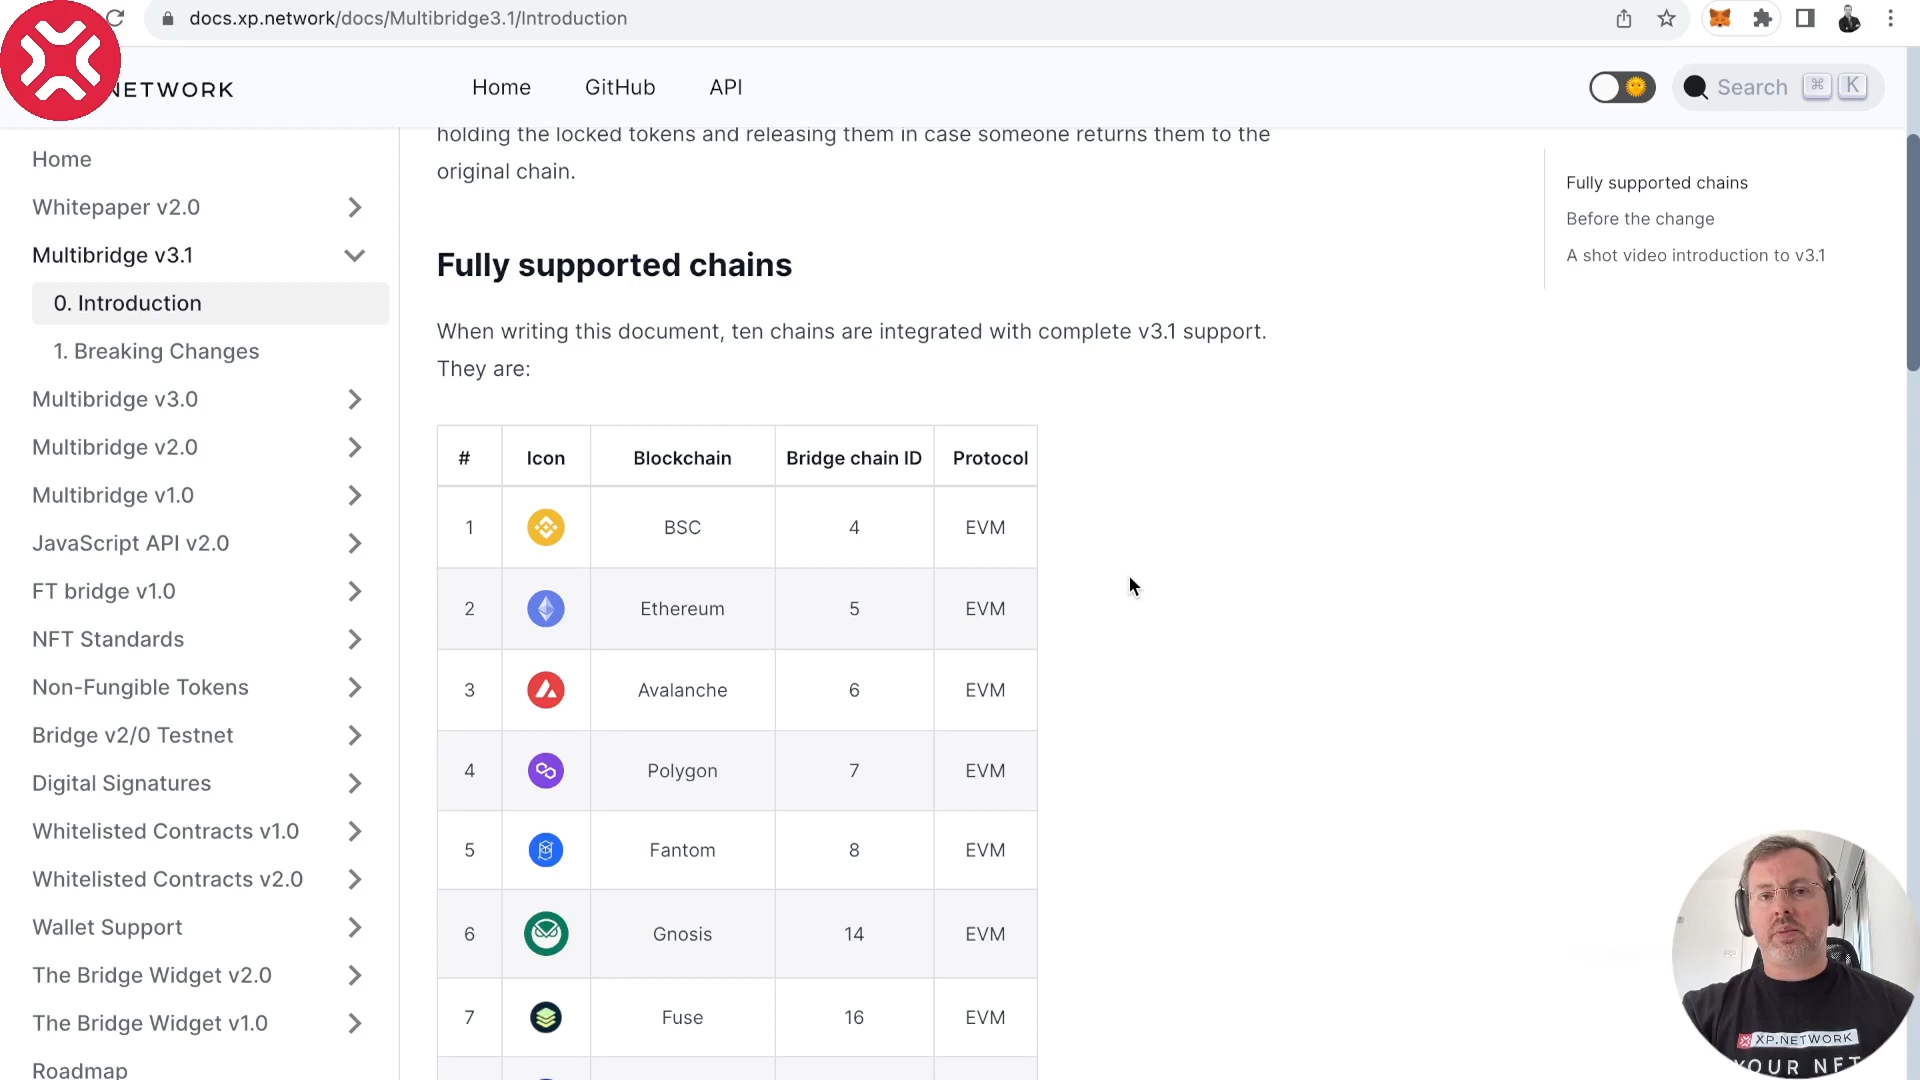 docs.xp.network/docs/Multibridge3.1/Introduction
NETWORK
Home
GitHub
API
Search
⌘ K
Home
Whitepaper v2.0
Multibridge v3.1
0. Introduction
1. Breaking Changes
Multibridge v3.0
Multibridge v2.0
Multibridge v1.0
JavaScript API v2.0
FT bridge v1.0
NFT Standards
Non-Fungible Tokens
Bridge v2/0 Testnet
Digital Signatures
Whitelisted Contracts v1.0
Whitelisted Contracts v2.0
Wallet Support
The Bridge Widget v2.0
The Bridge Widget v1.0
Roadmap
holding the locked tokens and releasing them in case someone returns them to the
original chain.
Fully supported chains
When writing this document, ten chains are integrated with complete v3.1 support.
They are:
# Icon Blockchain Bridge chain ID Protocol
1 BSC 4 EVM
2 Ethereum 5 EVM
3 Avalanche 6 EVM
4 Polygon 7 EVM
5 Fantom 8 EVM
6 Gnosis 14 EVM
7 Fuse 16 EVM
Fully supported chains
Before the change
A shot video introduction to v3.1
XP.NETWORK
YOUR NFT